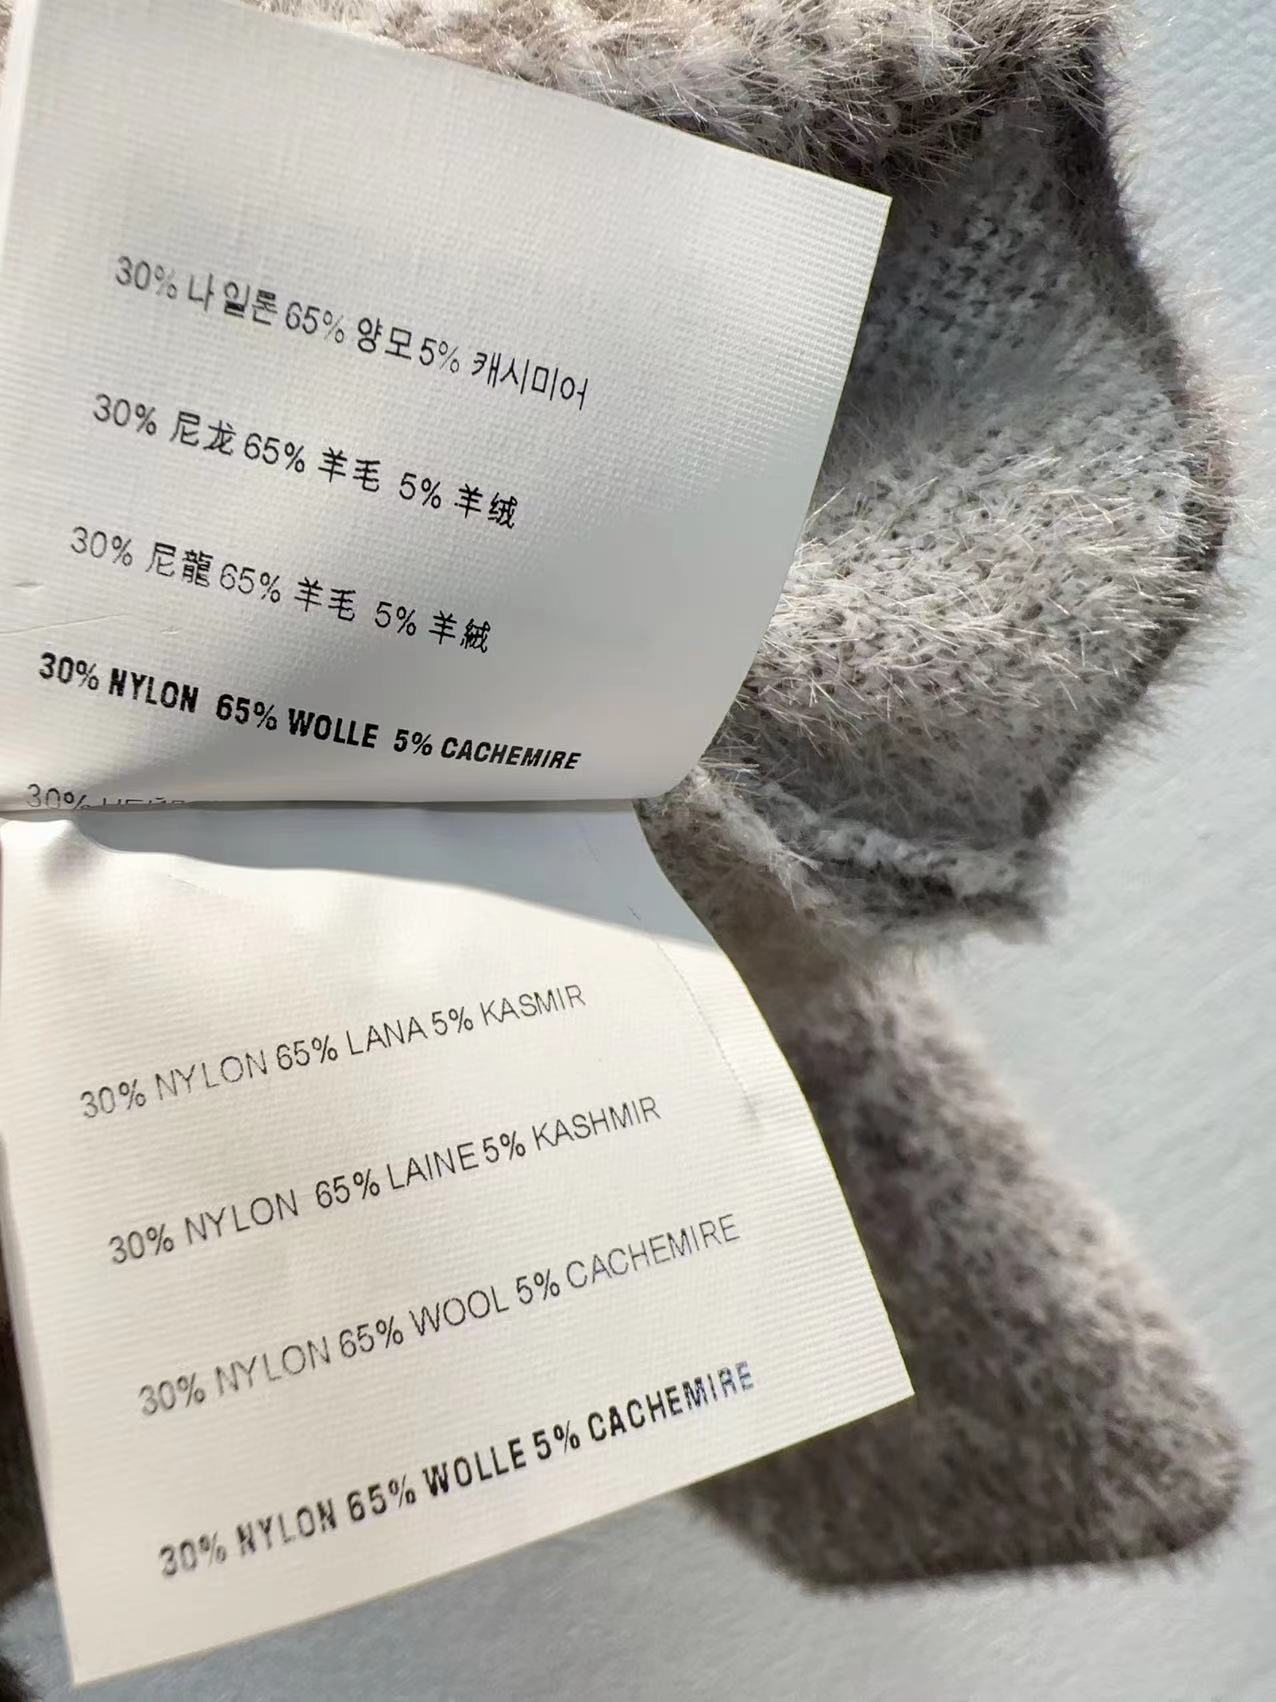 30% 나일론 65% 양모 5% 캐시미어
30% 尼龙 65% 羊毛 5% 羊绒
30% 尼龍 65% 羊毛 5% 羊絨
30% NYLON 65% WOLLE 5% CACHEMIRE
30%
30% NYLON 65% LANA 5% KASMIR
30% NYLON 65% LAINE 5% KASHMIR
30% NYLON 65% WOOL 5% CACHEMIRE
30% NYLON 65% WOLLE 5% CACHEMIRE